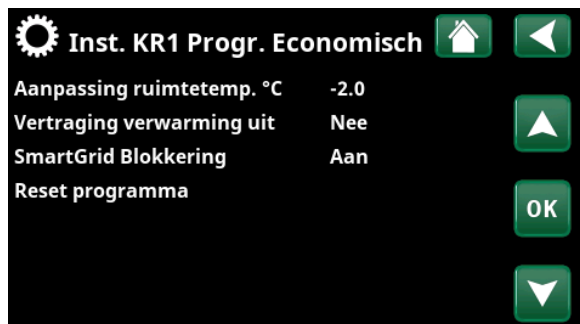 Inst. KR1 Progr. Economisch
Aanpassing ruimtetemp. °C -2.0
Vertraging verwarming uit Nee
SmartGrid Blokkering Aan
Reset programma
OK